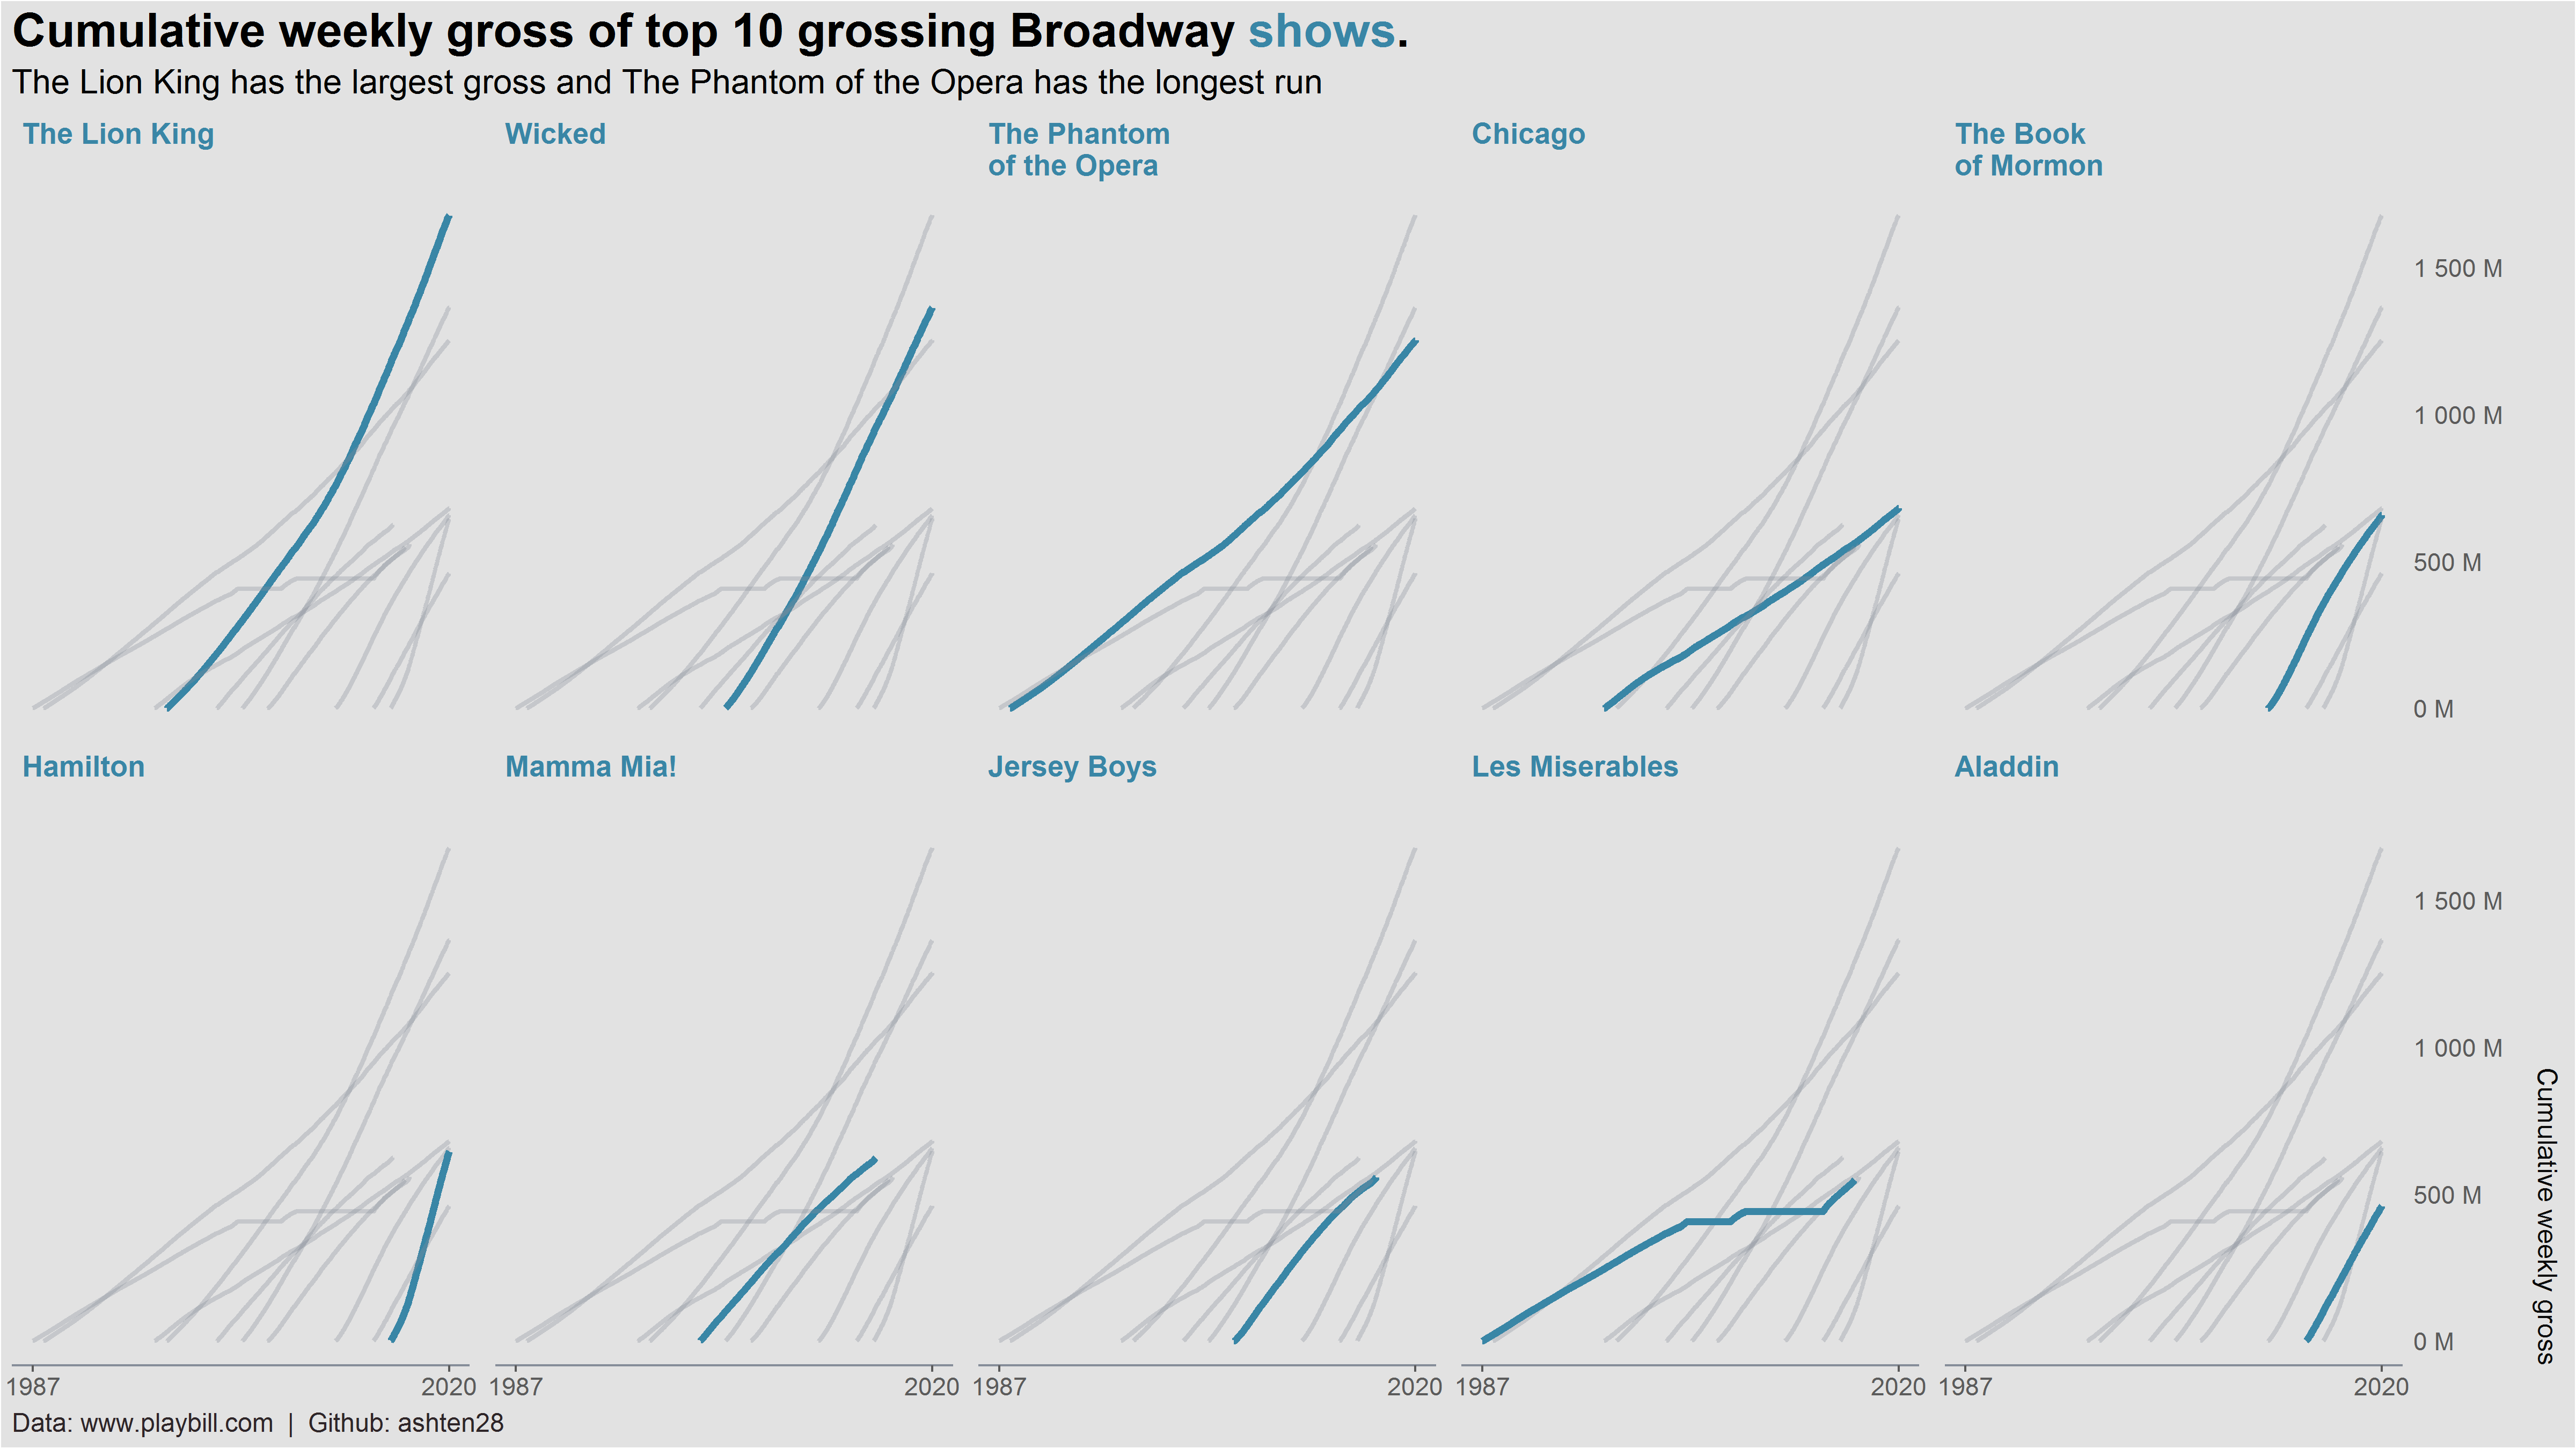 Cumulative weekly gross of top 10 grossing Broadway shows.
The Lion King has the largest gross and The Phantom of the Opera has the longest run
The Lion King
Wicked
The Phantom
of the Opera
Chicago
The Book
of Mormon
1 500 M
1 000 M
500 M
0 M
Hamilton
Mamma Mia!
Jersey Boys
Les Miserables
Aladdin
1 500 M
1 000 M
500 M
0 M
Cumulative weekly gross
1987 2020 1987 2020 1987 2020 1987 2020 1987 2020
Data: www.playbill.com | Github: ashten28